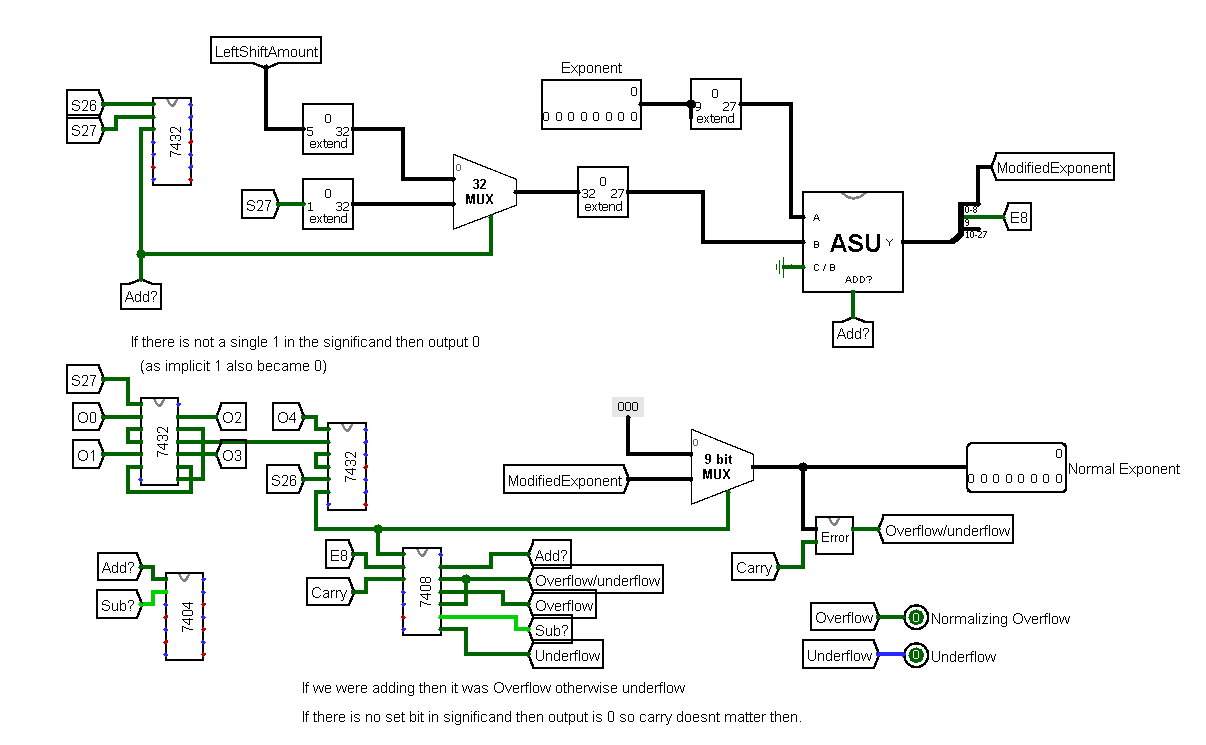 LeftShiftAmount
Exponent
0
0 0 0 0 0 0 0 0
0
9 27
extend
S26
S27
7432
0
5 32
extend
0
32
MUX
S27
0
1 32
extend
0
32 27
extend
ModifiedExponent
0-8
9
10-27
E8
A
B
C / B
ASU
Y
ADD?
Add?
Add?
If there is not a single 1 in the significand then output 0
(as implicit 1 also became 0)
S27
O0
O1
7432
O2
O3
O4
S26
7432
000
0
9 bit
MUX
ModifiedExponent
0
0 0 0 0 0 0 0 0
Normal Exponent
Error
Overflow/underflow
Carry
Add?
Sub?
7404
E8
Carry
7408
Add?
Overflow/underflow
Overflow
Sub?
Underflow
Overflow
0
Normalizing Overflow
Underflow
0
Underflow
If we were adding then it was Overflow otherwise underflow
If there is no set bit in significand then output is 0 so carry doesnt matter then.